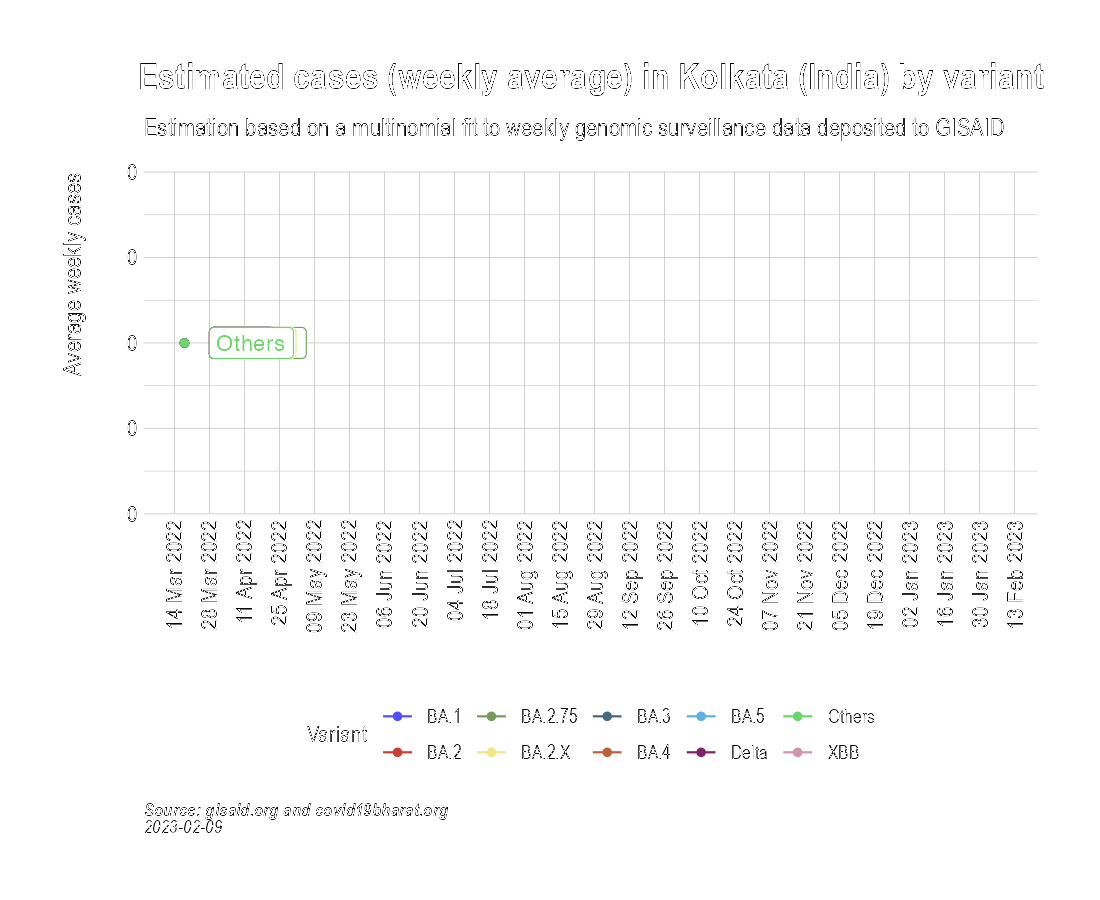 Estimated cases (weekly average) in Kolkata (India) by variant
Estimation based on a multinomial fit to weekly genomic surveillance data deposited to GISAID
Average weekly cases
0
0
0
0
0
Others
14 Mar 2022
28 Mar 2022
11 Apr 2022
25 Apr 2022
09 May 2022
23 May 2022
06 Jun 2022
20 Jun 2022
04 Jul 2022
18 Jul 2022
01 Aug 2022
15 Aug 2022
29 Aug 2022
12 Sep 2022
26 Sep 2022
10 Oct 2022
24 Oct 2022
07 Nov 2022
21 Nov 2022
05 Dec 2022
19 Dec 2022
02 Jan 2023
16 Jan 2023
30 Jan 2023
13 Feb 2023
Variant
BA.1 BA.2.75 BA.3 BA.5 Others
BA.2 BA.2.X BA.4 Delta XBB
Source: gisaid.org and covid19bharat.org
2023-02-09